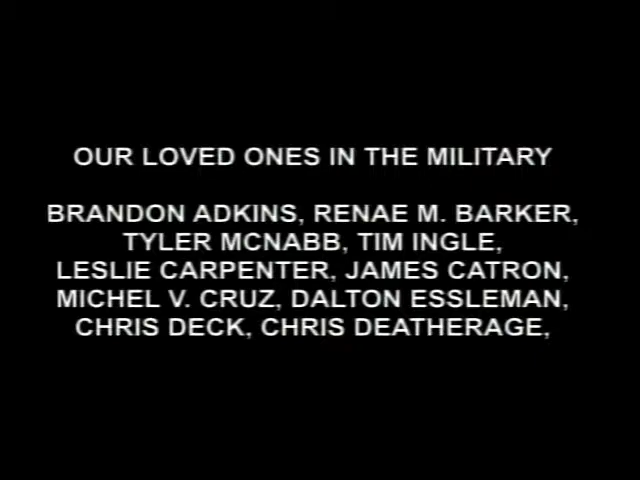 OUR LOVED ONES IN THE MILITARY
BRANDON ADKINS, RENAE M. BARKER,
TYLER MCNABB, TIM INGLE,
LESLIE CARPENTER, JAMES CATRON,
MICHEL V. CRUZ, DALTON ESSLEMAN,
CHRIS DECK, CHRIS DEATHERAGE,